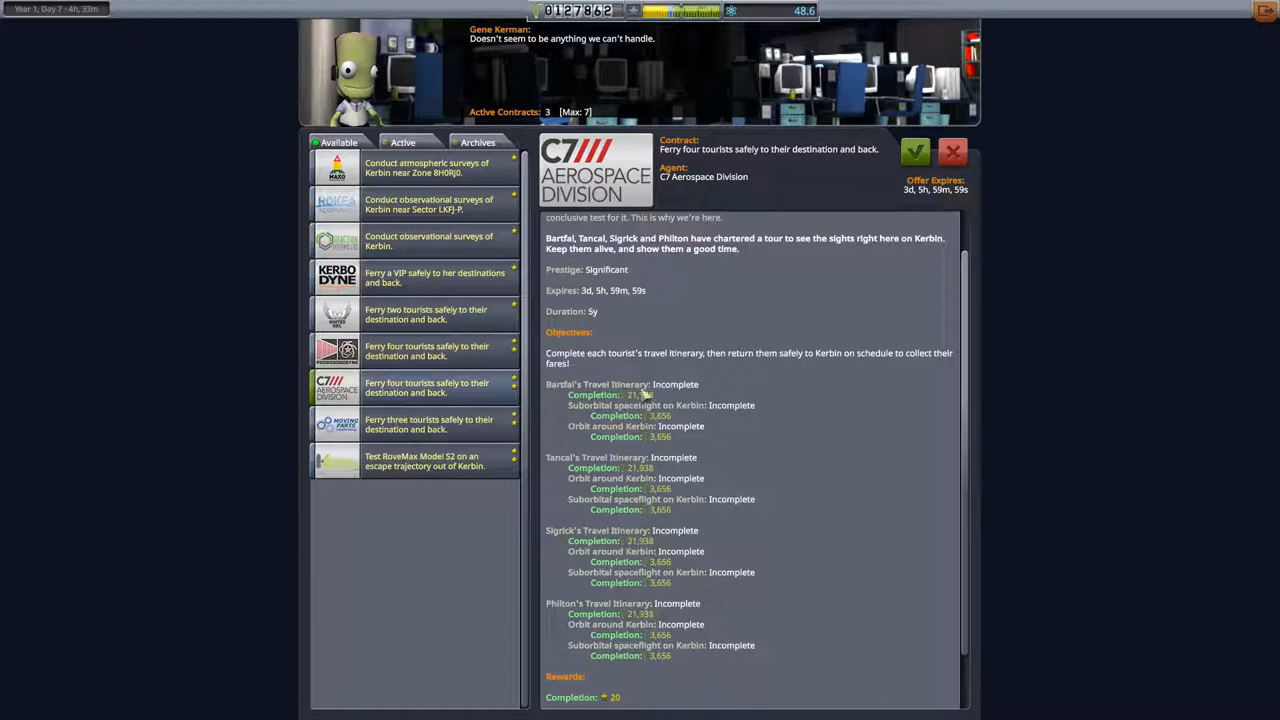 Year 1, Day 7 - 4h, 33m
0127862
48.6
Gene Kerman:
Doesn't seem to be anything we can't handle.
Active Contracts: 3 [Max: 7]
Available
Active
Archives
Conduct atmospheric surveys of
Kerbin near Zone 8H0RJ0.
Conduct observational surveys of
Kerbin near Sector LKFJ-P.
Conduct observational surveys of
Kerbin.
KERBO
DYNE
Ferry a VIP safely to her destinations
and back.
Ferry two tourists safely to their
destination and back.
Ferry four tourists safely to their
destination and back.
C7///
AEROSPACE
DIVISION
Ferry four tourists safely to their
destination and back.
MOVING
PARTS
Ferry three tourists safely to their
destination and back.
Test RoveMax Model S2 on an
escape trajectory out of Kerbin.
C7///
AEROSPACE
DIVISION
Contract:
Ferry four tourists safely to their destination and back.
Agent:
C7 Aerospace Division
Offer Expires:
3d, 5h, 59m, 59s
conclusive test for it. This is why we're here.
Bartfal, Tancal, Sigrick and Philton have chartered a tour to see the sights right here on Kerbin.
Keep them alive, and show them a good time.
Prestige: Significant
Expires: 3d, 5h, 59m, 59s
Duration: 5y
Objectives:
Complete each tourist's travel itinerary, then return them safely to Kerbin on schedule to collect their
fares!
Bartfal's Travel Itinerary: Incomplete
Completion:
Suborbital spaceflight on Kerbin: Incomplete
Completion: 3,656
Orbit around Kerbin: Incomplete
Completion: 3,656
Tancal's Travel Itinerary: Incomplete
Completion: 21,938
Orbit around Kerbin: Incomplete
Completion: 3,656
Suborbital spaceflight on Kerbin: Incomplete
Completion: 3,656
Sigrick's Travel Itinerary: Incomplete
Completion: 21,938
Orbit around Kerbin: Incomplete
Completion: 3,656
Suborbital spaceflight on Kerbin: Incomplete
Completion: 3,656
Philton's Travel Itinerary: Incomplete
Completion: 21,938
Orbit around Kerbin: Incomplete
Completion: 3,656
Suborbital spaceflight on Kerbin: Incomplete
Completion: 3,656
Rewards:
Completion: 20